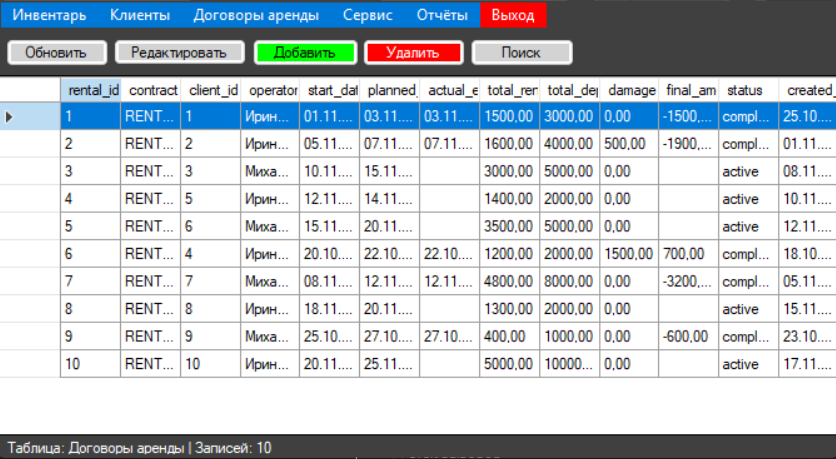 Инвентарь Клиенты Договоры аренды Сервис Отчёты Выход
Обновить Редактировать Добавить Удалить Поиск
rental_id contract client_id operator start_dat planned_ actual_e total_ren total_dep damage final_am status created_
1 RENT... 1 Ирин... 01.11.... 03.11.... 03.11.... 1500,00 3000,00 0,00 -1500,... compl... 25.10....
2 RENT... 2 Ирин... 05.11.... 07.11.... 07.11.... 1600,00 4000,00 500,00 -1900,... compl... 01.11....
3 RENT... 3 Миха... 10.11.... 15.11.... 3000,00 5000,00 0,00 active 08.11....
4 RENT... 5 Ирин... 12.11.... 14.11.... 1400,00 2000,00 0,00 active 10.11....
5 RENT... 6 Миха... 15.11.... 20.11.... 3500,00 5000,00 0,00 active 12.11....
6 RENT... 4 Ирин... 20.10.... 22.10.... 22.10.... 1200,00 2000,00 1500,00 700,00 compl... 18.10....
7 RENT... 7 Миха... 08.11.... 12.11.... 12.11.... 4800,00 8000,00 0,00 -3200,... compl... 05.11....
8 RENT... 8 Ирин... 18.11.... 20.11.... 1300,00 2000,00 0,00 active 15.11....
9 RENT... 9 Миха... 25.10.... 27.10.... 27.10.... 400,00 1000,00 0,00 -600,00 compl... 23.10....
10 RENT... 10 Ирин... 20.11.... 25.11.... 5000,00 10000... 0,00 active 17.11....
Таблица: Договоры аренды | Записей: 10